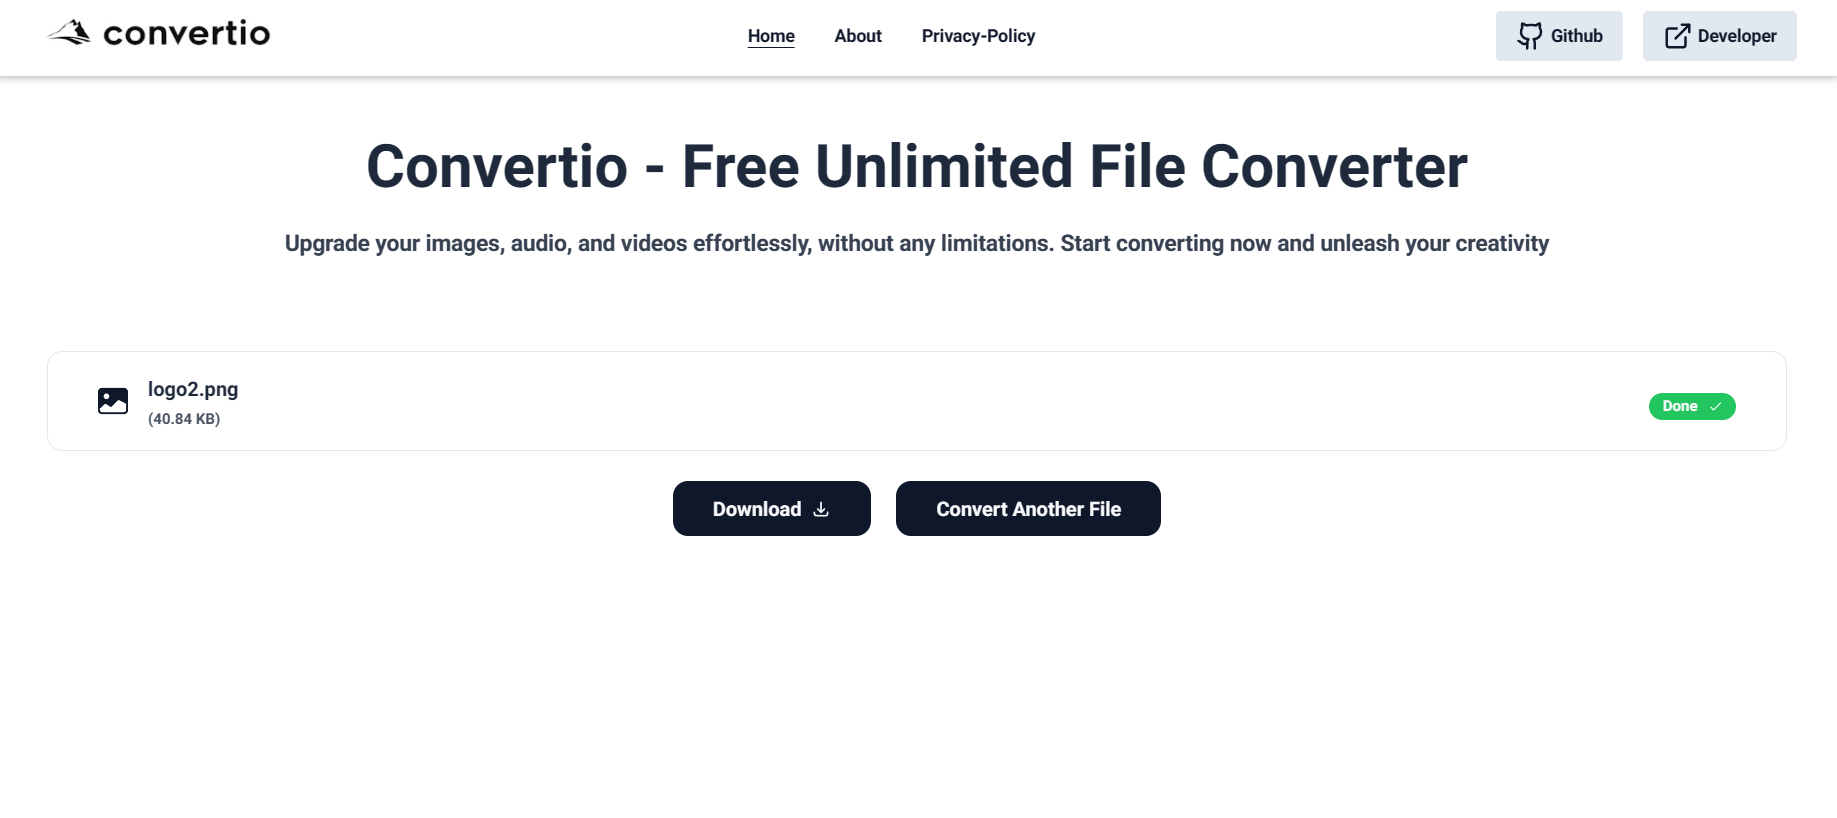 convertio
Home
About
Privacy-Policy
Github
Developer
Convertio - Free Unlimited File Converter
Upgrade your images, audio, and videos effortlessly, without any limitations. Start converting now and unleash your creativity
logo2.png
(40.84 KB)
Done
Download
Convert Another File